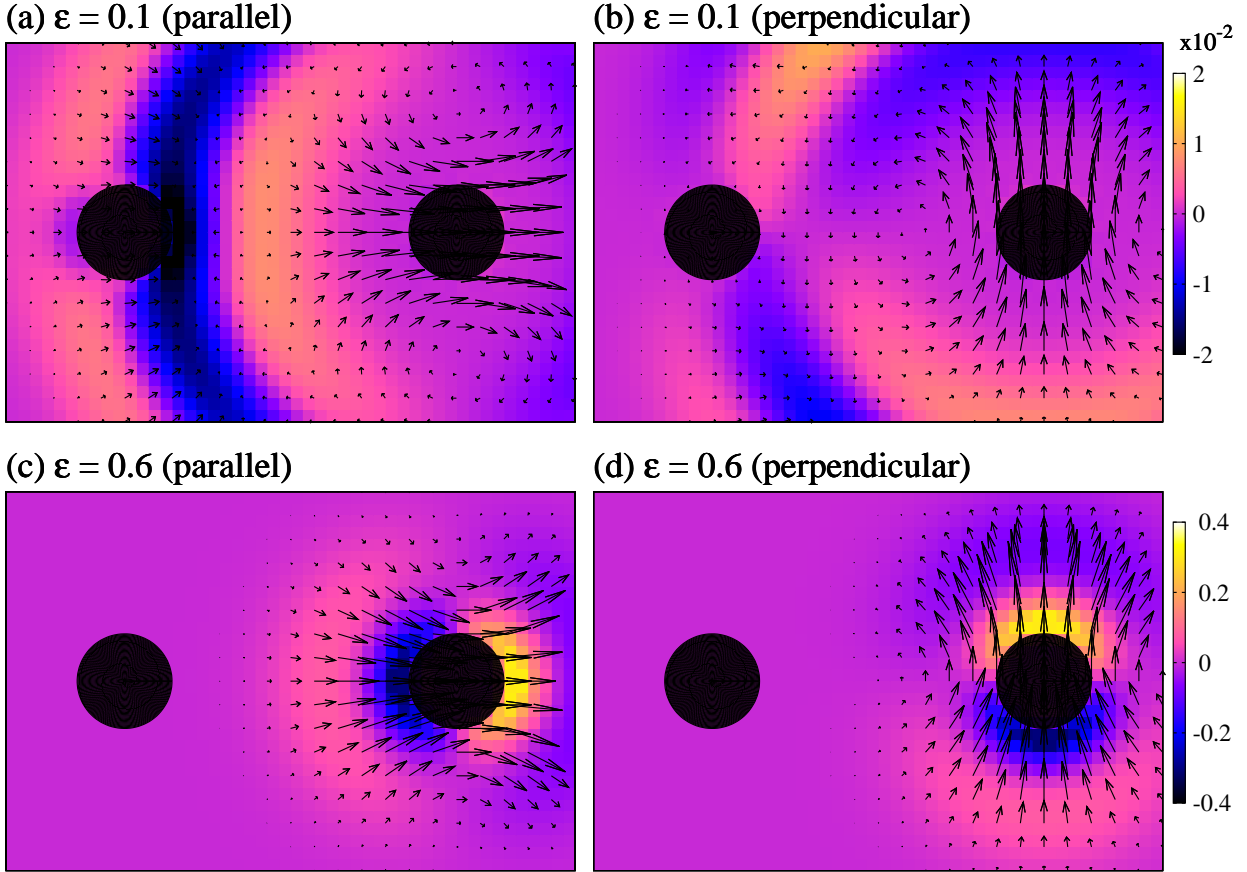 (a) ε = 0.1 (parallel)
(b) ε = 0.1 (perpendicular)
x10-2
2
1
0
-1
-2
(c) ε = 0.6 (parallel)
(d) ε = 0.6 (perpendicular)
0.4
0.2
0
-0.2
-0.4